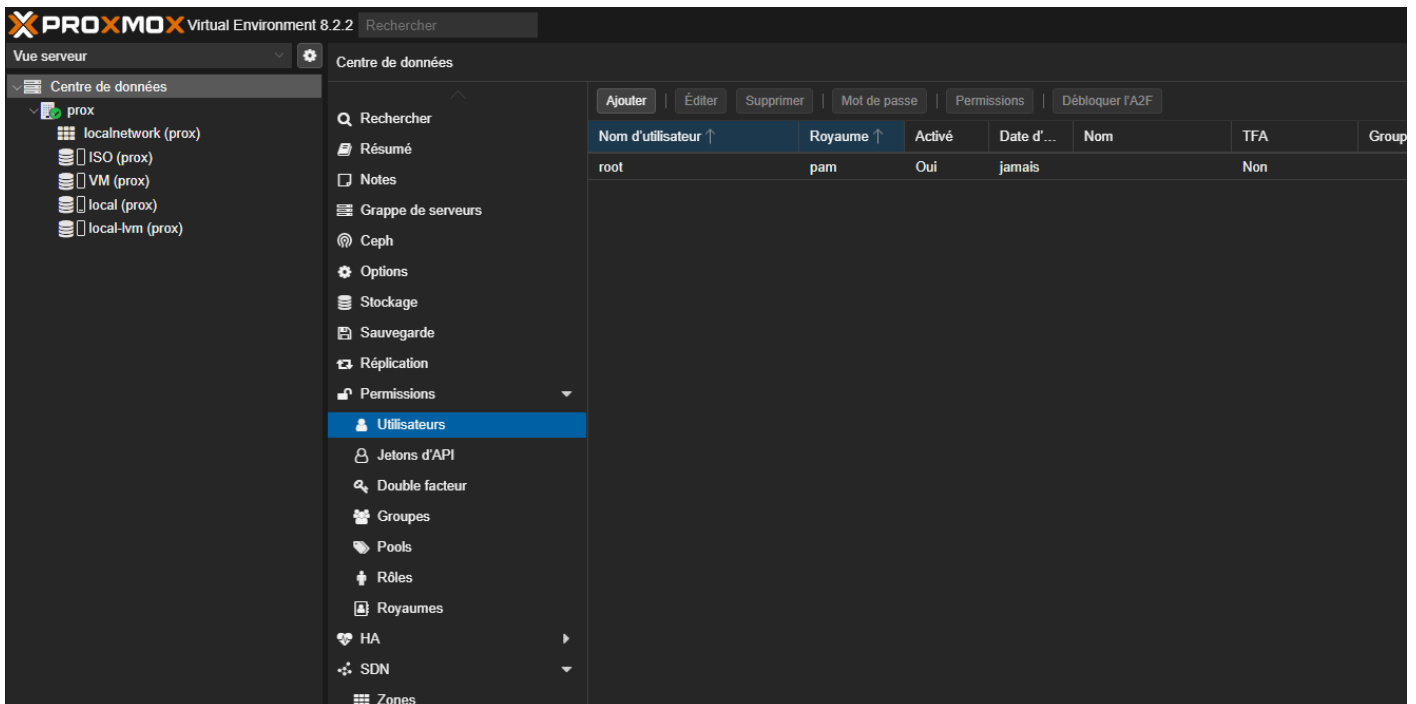 PROXMOX Virtual Environment 8.2.2 Rechercher
Vue serveur
Centre de données
prox
localnetwork (prox)
ISO (prox)
VM (prox)
local (prox)
local-lvm (prox)
Centre de données
Rechercher
Résumé
Notes
Grappe de serveurs
Ceph
Options
Stockage
Sauvegarde
Réplication
Permissions
Utilisateurs
Jetons d'API
Double facteur
Groupes
Pools
Rôles
Royaumes
HA
SDN
Zones
Ajouter | Éditer Supprimer | Mot de passe | Permissions | Débloquer l'A2F
Nom d'utilisateur ↑ Royaume ↑ Activé Date d'... Nom TFA Group
root pam Oui jamais Non